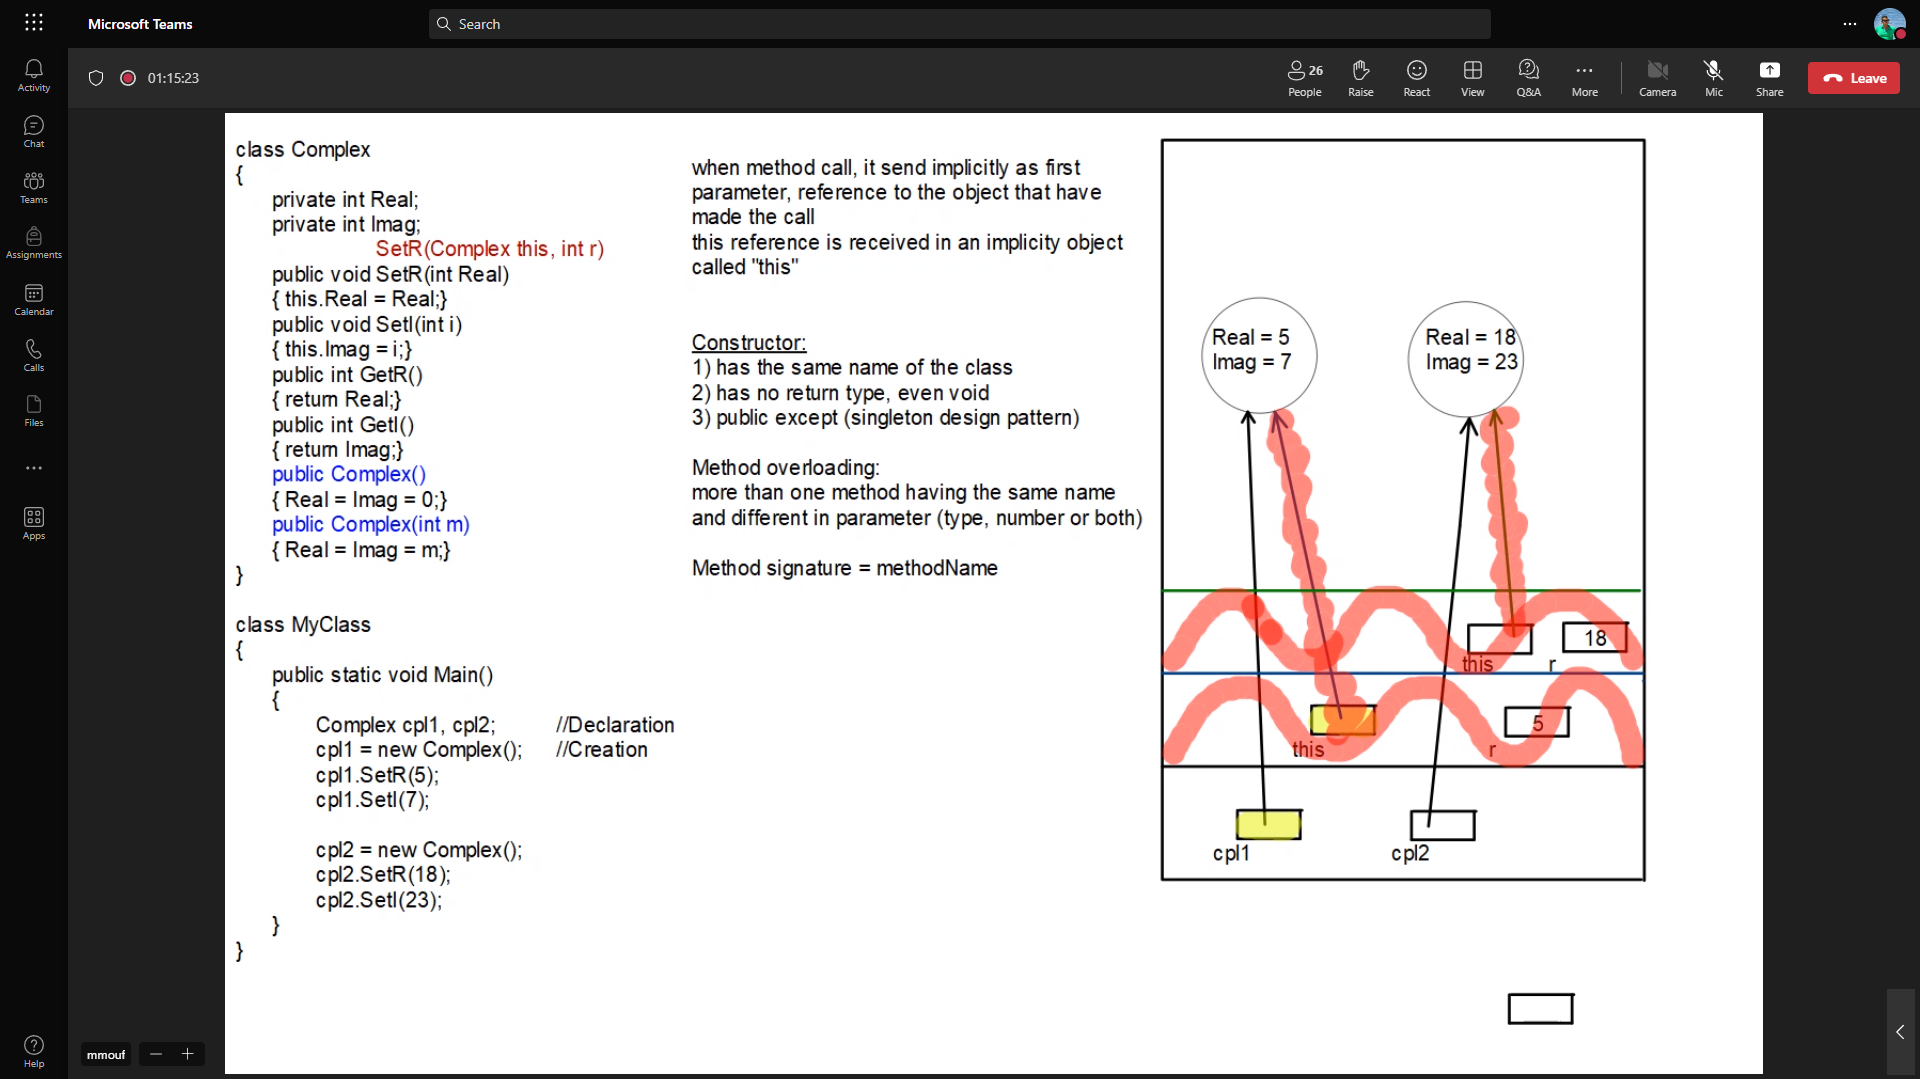 Microsoft Teams
Search
Activity
Chat
Teams
Assignments
Calendar
Calls
Files
Apps
Help
01:15:23
26
People
Raise
React
View
Q&A
More
Camera
Mic
Share
Leave
class Complex
{
private int Real;
private int Imag;
SetR(Complex this, int r)
public void SetR(int Real)
{ this.Real = Real;}
public void SetI(int i)
{ this.Imag = i;}
public int GetR()
{ return Real;}
public int GetI()
{ return Imag;}
public Complex()
{ Real = Imag = 0;}
public Complex(int m)
{ Real = Imag = m;}
}
class MyClass
{
public static void Main()
{
Complex cpl1, cpl2; //Declaration
cpl1 = new Complex(); //Creation
cpl1.SetR(5);
cpl1.SetI(7);
cpl2 = new Complex();
cpl2.SetR(18);
cpl2.SetI(23);
}
}
when method call, it send implicitly as first
parameter, reference to the object that have
made the call
this reference is received in an implicity object
called "this"
Constructor:
1) has the same name of the class
2) has no return type, even void
3) public except (singleton design pattern)
Method overloading:
more than one method having the same name
and different in parameter (type, number or both)
Method signature = methodName
Real = 5
Imag = 7
Real = 18
Imag = 23
18
this r
5
this r
cpl1 cpl2
mmouf